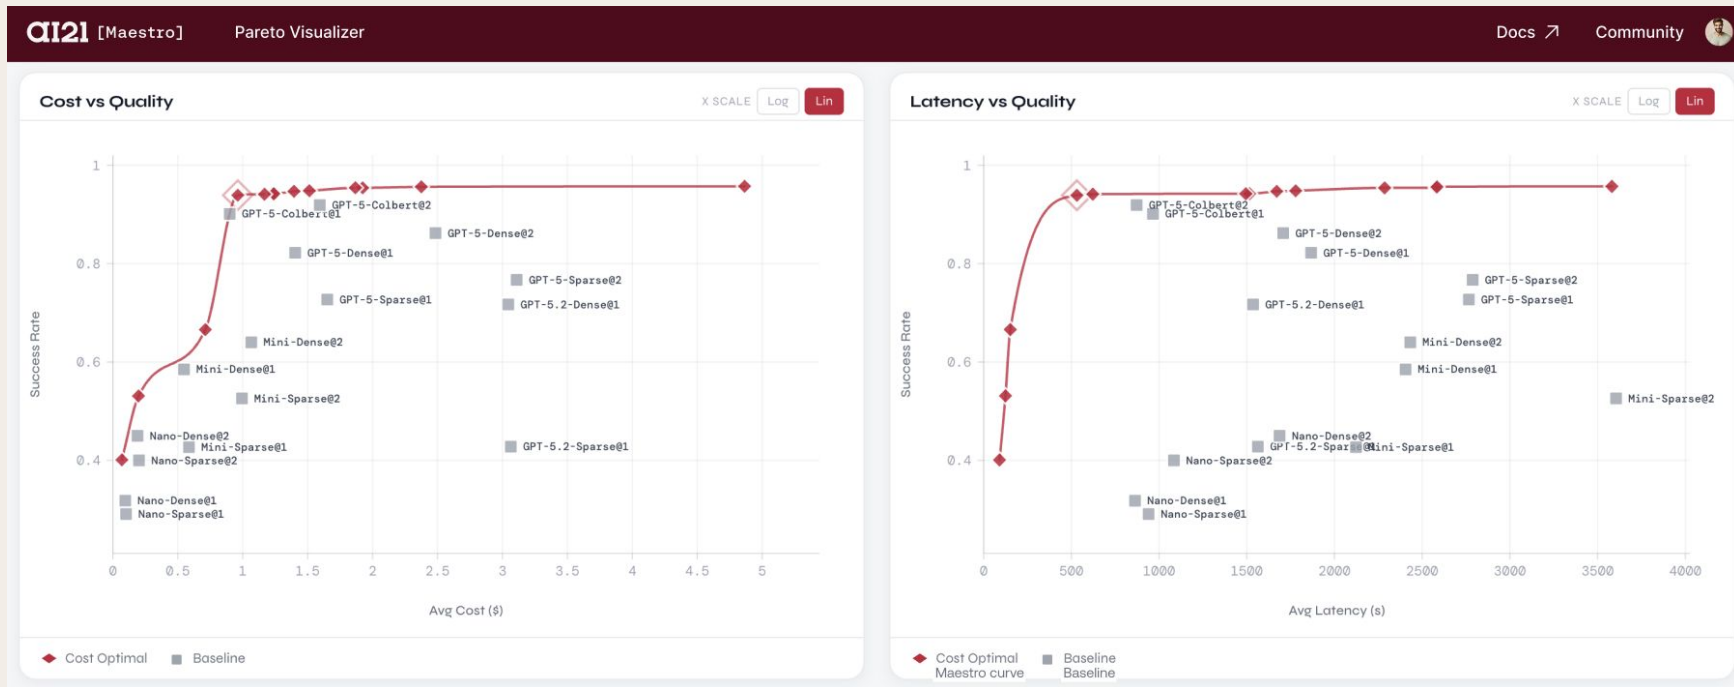 AI21 [Maestro] Pareto Visualizer Docs Community
Cost vs Quality
X SCALE Log Lin
Success Rate
1
0.8
0.6
0.4
GPT-5-Colbert@2
GPT-5-Colbert@1
GPT-5-Dense@2
GPT-5-Dense@1
GPT-5-Sparse@2
GPT-5-Sparse@1
GPT-5.2-Dense@1
Mini-Dense@2
Mini-Dense@1
Mini-Sparse@2
Nano-Dense@2
Mini-Sparse@1
GPT-5.2-Sparse@1
Nano-Sparse@2
Nano-Dense@1
Nano-Sparse@1
0 0.5 1 1.5 2 2.5 3 3.5 4 4.5 5
Avg Cost ($)
Cost Optimal Baseline
Latency vs Quality
X SCALE Log Lin
Success Rate
1
0.8
0.6
0.4
GPT-5-Colbert@2
GPT-5-Colbert@1
GPT-5-Dense@2
GPT-5-Dense@1
GPT-5-Sparse@2
GPT-5-Sparse@1
GPT-5.2-Dense@1
Mini-Dense@2
Mini-Dense@1
Mini-Sparse@2
Nano-Dense@2
GPT-5.2-Sparse@1
Mini-Sparse@1
Nano-Sparse@2
Nano-Dense@1
Nano-Sparse@1
0 500 1000 1500 2000 2500 3000 3500 4000
Avg Latency (s)
Cost Optimal Baseline
Maestro curve Baseline